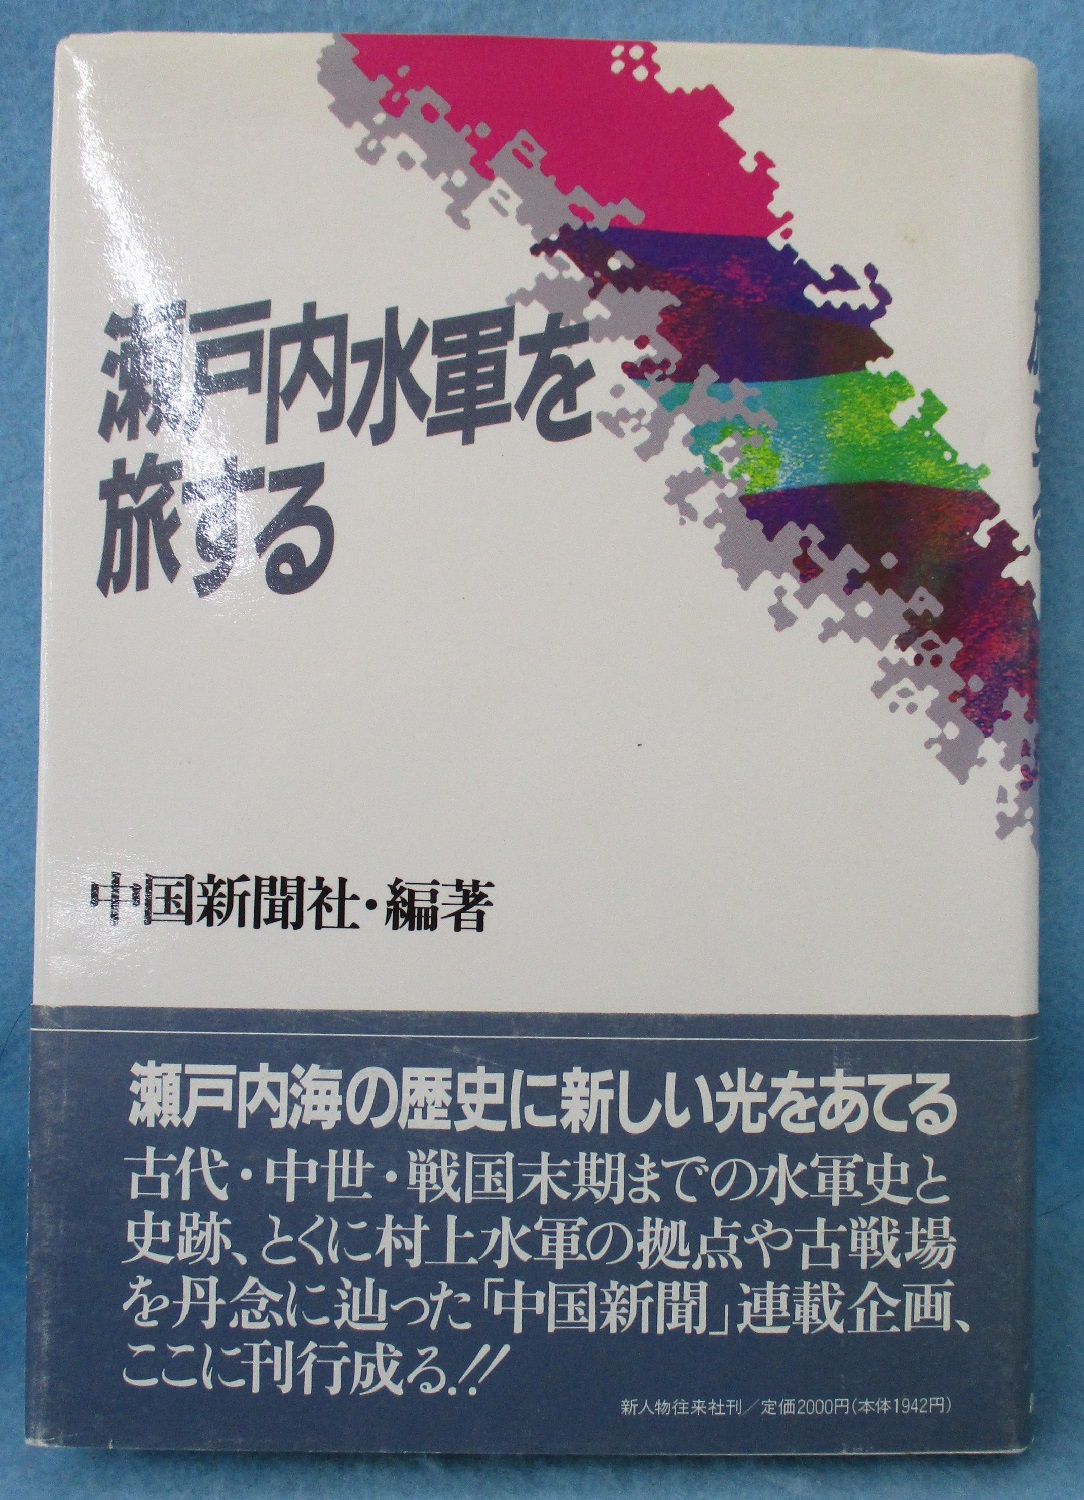 瀬戸内水軍を
旅する
中国新聞社・編著
瀬戸内海の歴史に新しい光をあてる
古代・中世・戦国末期までの水軍史と
史跡、とくに村上水軍の拠点や古戦場
を丹念に辿った「中国新聞」連載企画、
ここに刊行成る!!
新人物往来社刊／定価2000円(本体1942円)